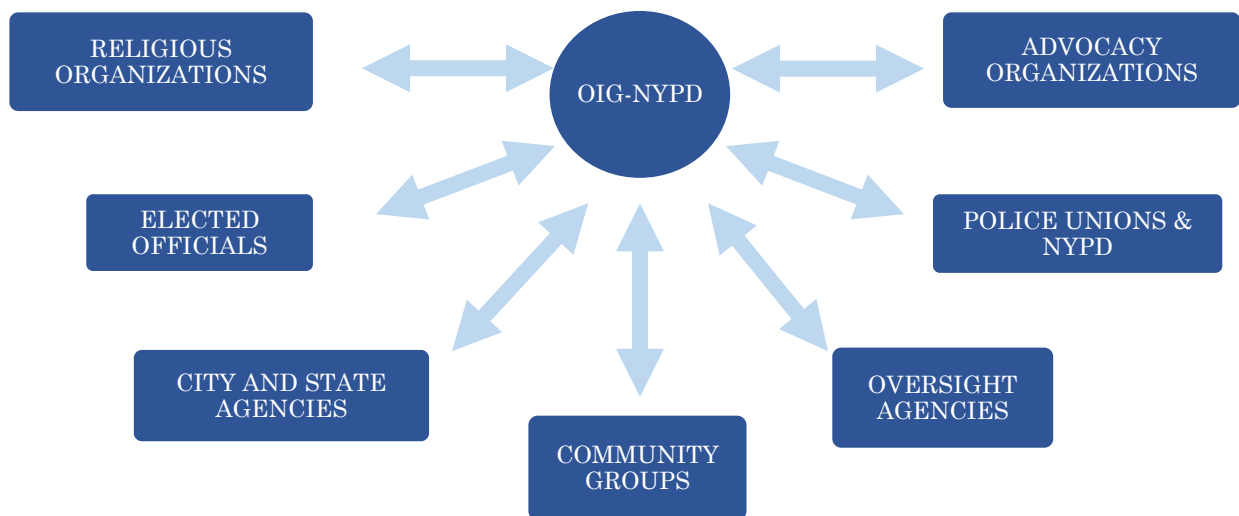 RELIGIOUS
ORGANIZATIONS
OIG-NYPD
ADVOCACY
ORGANIZATIONS
ELECTED
OFFICIALS
POLICE UNIONS &
NYPD
CITY AND STATE
AGENCIES
OVERSIGHT
AGENCIES
COMMUNITY
GROUPS